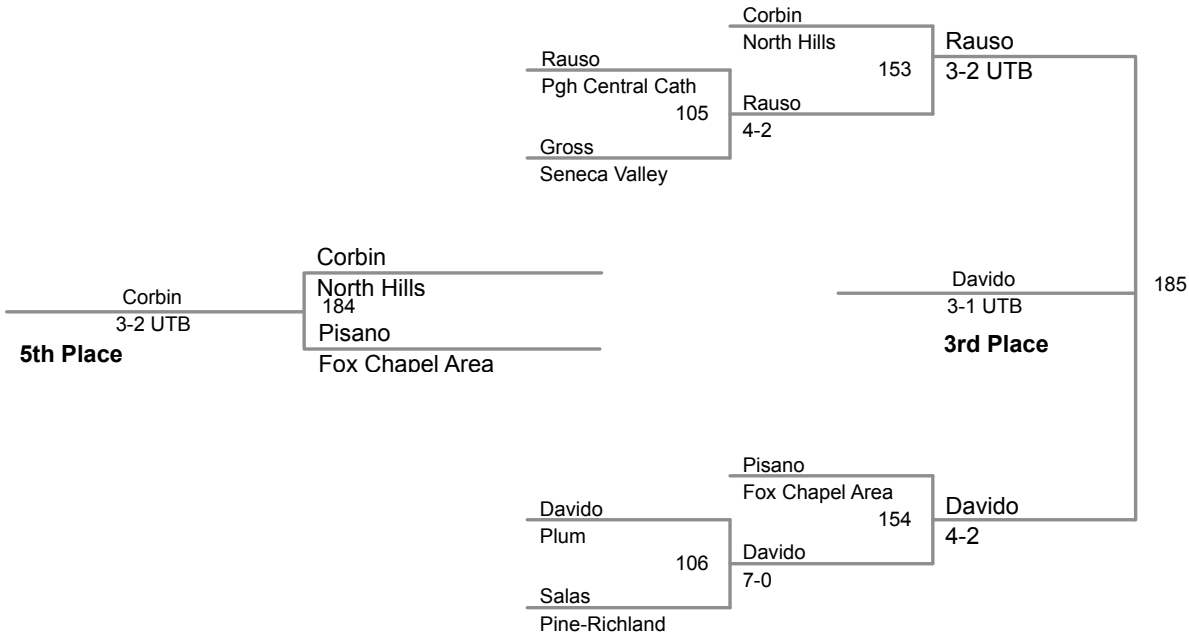 Corbin
North Hills
Rauso
3-2 UTB
153
Rauso
Pgh Central Cath
105
Rauso
4-2
Gross
Seneca Valley
Corbin
North Hills
184
Corbin
3-2 UTB
5th Place
Pisano
Fox Chapel Area
Davido
3-1 UTB
3rd Place
185
Pisano
Fox Chapel Area
154
Davido
4-2
Davido
Plum
106
Davido
7-0
Salas
Pine-Richland